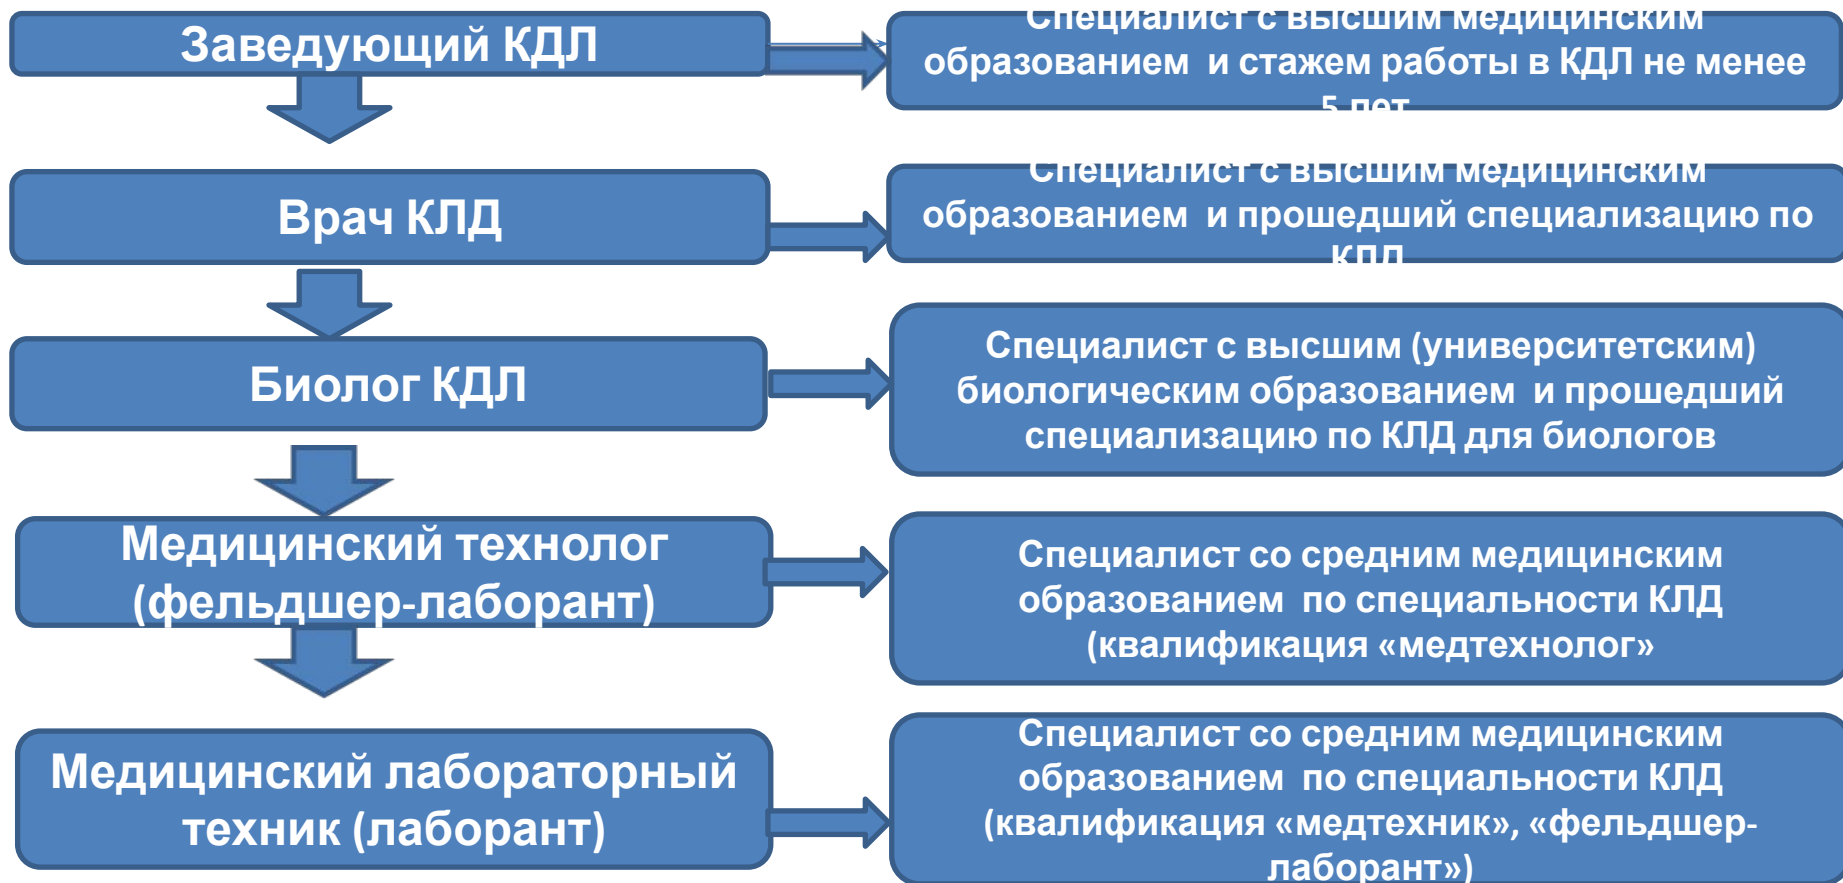 Заведующий КДЛ
Специалист с высшим медицинским
образованием и стажем работы в КДЛ не менее
5 лет
Врач КЛД
Специалист с высшим медицинским
образованием и прошедший специализацию по
КЛД
Биолог КДЛ
Специалист с высшим (университетским)
биологическим образованием и прошедший
специализацию по КЛД для биологов
Медицинский технолог
(фельдшер-лаборант)
Специалист со средним медицинским
образованием по специальности КЛД
(квалификация «медтехнолог»
Медицинский лабораторный
техник (лаборант)
Специалист со средним медицинским
образованием по специальности КЛД
(квалификация «медтехник», «фельдшер-
лаборант»)